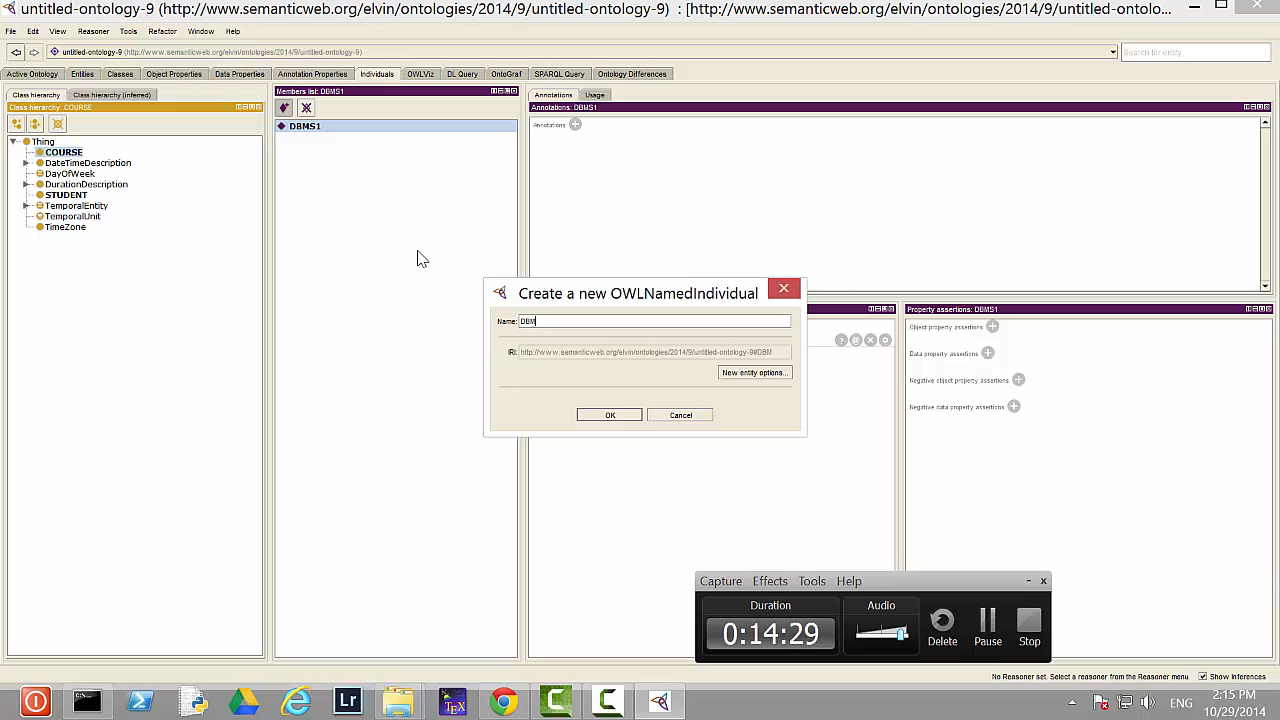 untitled-ontology-9 (http://www.semanticweb.org/elvin/ontologies/2014/9/untitled-ontology-9) : [http://www.semanticweb.org/elvin/ontologies/2014/9/untitled-ontolo...
File Edit View Reasoner Tools Refactor Window Help
untitled-ontology-9 (http://www.semanticweb.org/elvin/ontologies/2014/9/untitled-ontology-9)
Search for entity
Active Ontology Entities Classes Object Properties Data Properties Annotation Properties Individuals OWLViz DL Query OntoGraf SPARQL Query Ontology Differences
Class hierarchy Class hierarchy (inferred)
Class hierarchy: COURSE
Thing
COURSE
DateTimeDescription
DayOfWeek
DurationDescription
STUDENT
TemporalEntity
TemporalUnit
TimeZone
Members list: DBMS1
DBMS1
Annotations Usage
Annotations: DBMS1
Annotations
Create a new OWLNamedIndividual
Name: DBM
IRI: http://www.semanticweb.org/elvin/ontologies/2014/9/untitled-ontology-9#DBM
New entity options...
OK Cancel
Property assertions: DBMS1
Object property assertions
Data property assertions
Negative object property assertions
Negative data property assertions
Capture Effects Tools Help
Duration
0:14:29
Audio
Delete Pause Stop
No Reasoner set. Select a reasoner from the Reasoner menu Show Inferences
Lr
TEX
ENG
2:15 PM
10/29/2014